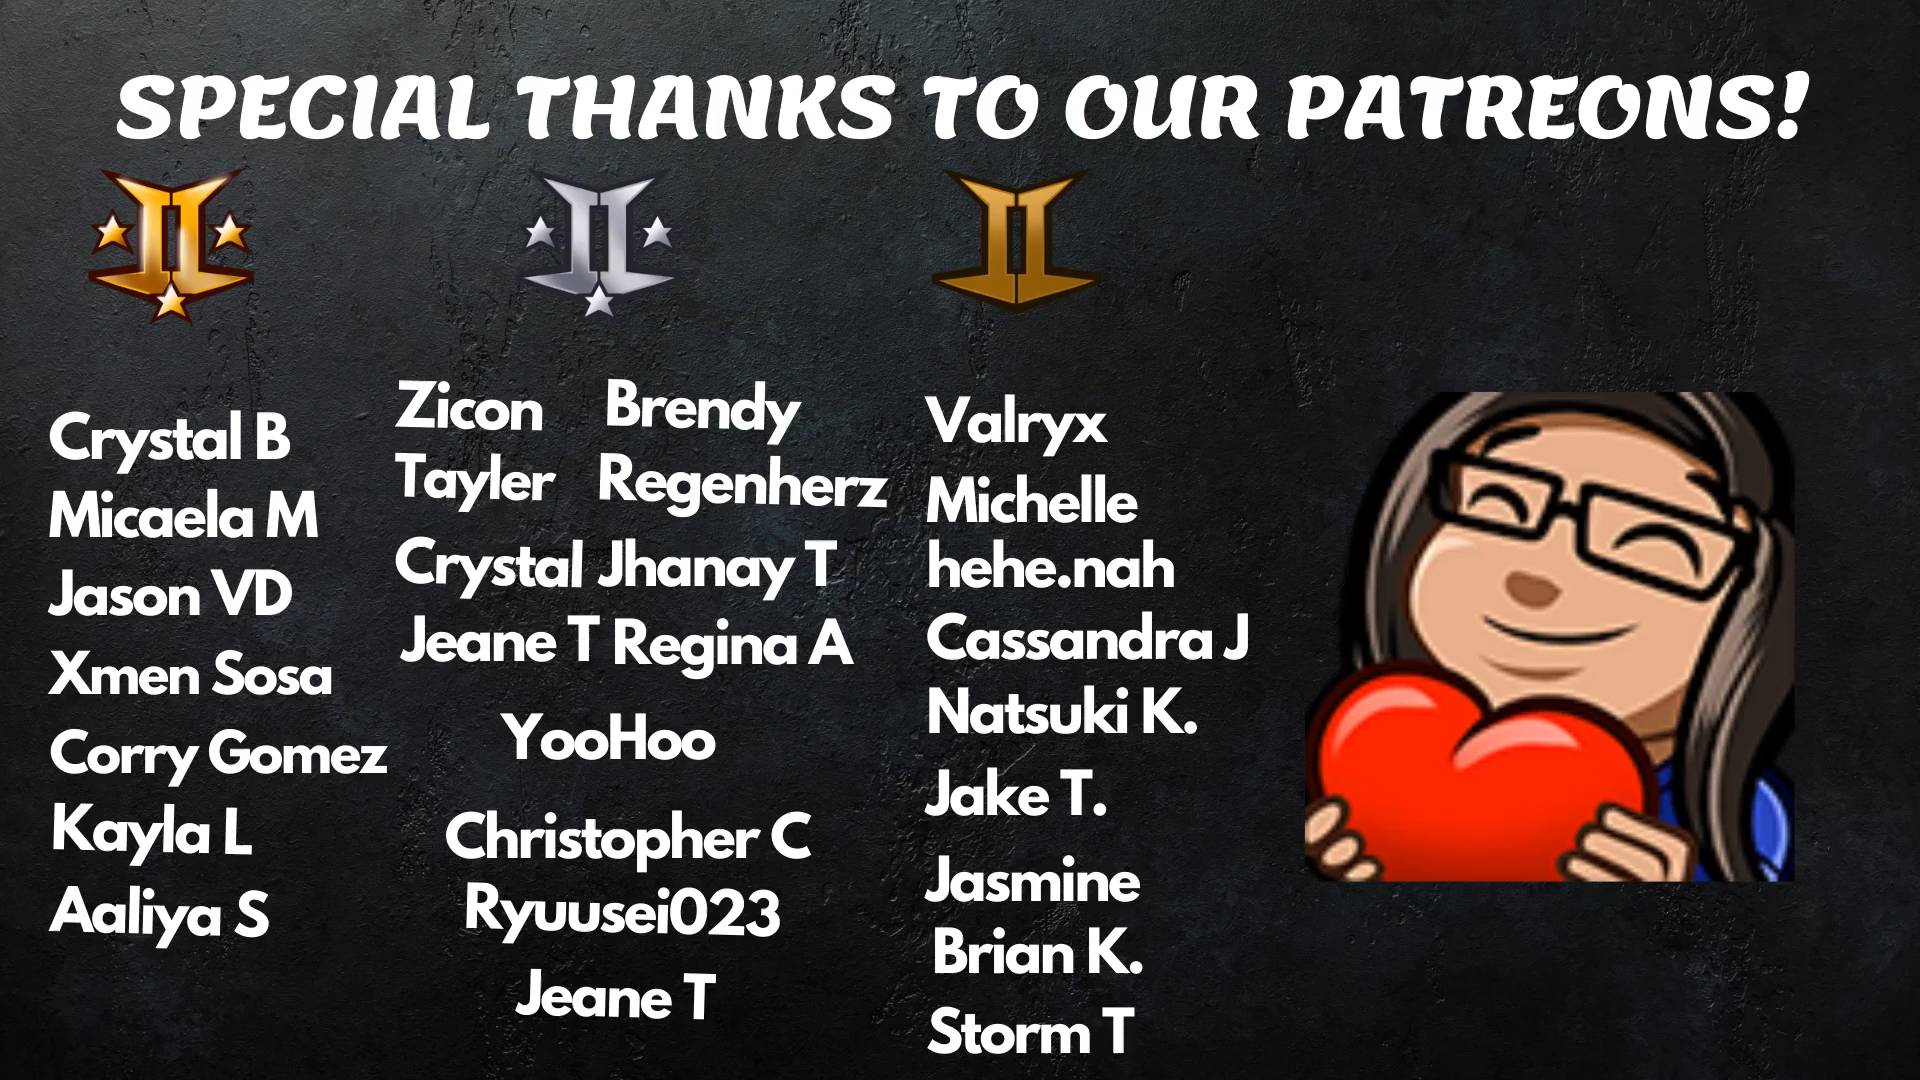 SPECIAL THANKS TO OUR PATREONS!
Crystal B
Micaela M
Jason VD
Xmen Sosa
Corry Gomez
Kayla L
Aaliya S
Zicon Brendy
Tayler Regenherz
Crystal Jhanay T
Jeane T Regina A
YooHoo
Christopher C
Ryuusei023
Jeane T
Valryx
Michelle
hehe.nah
Cassandra J
Natsuki K.
Jake T.
Jasmine
Brian K.
Storm T